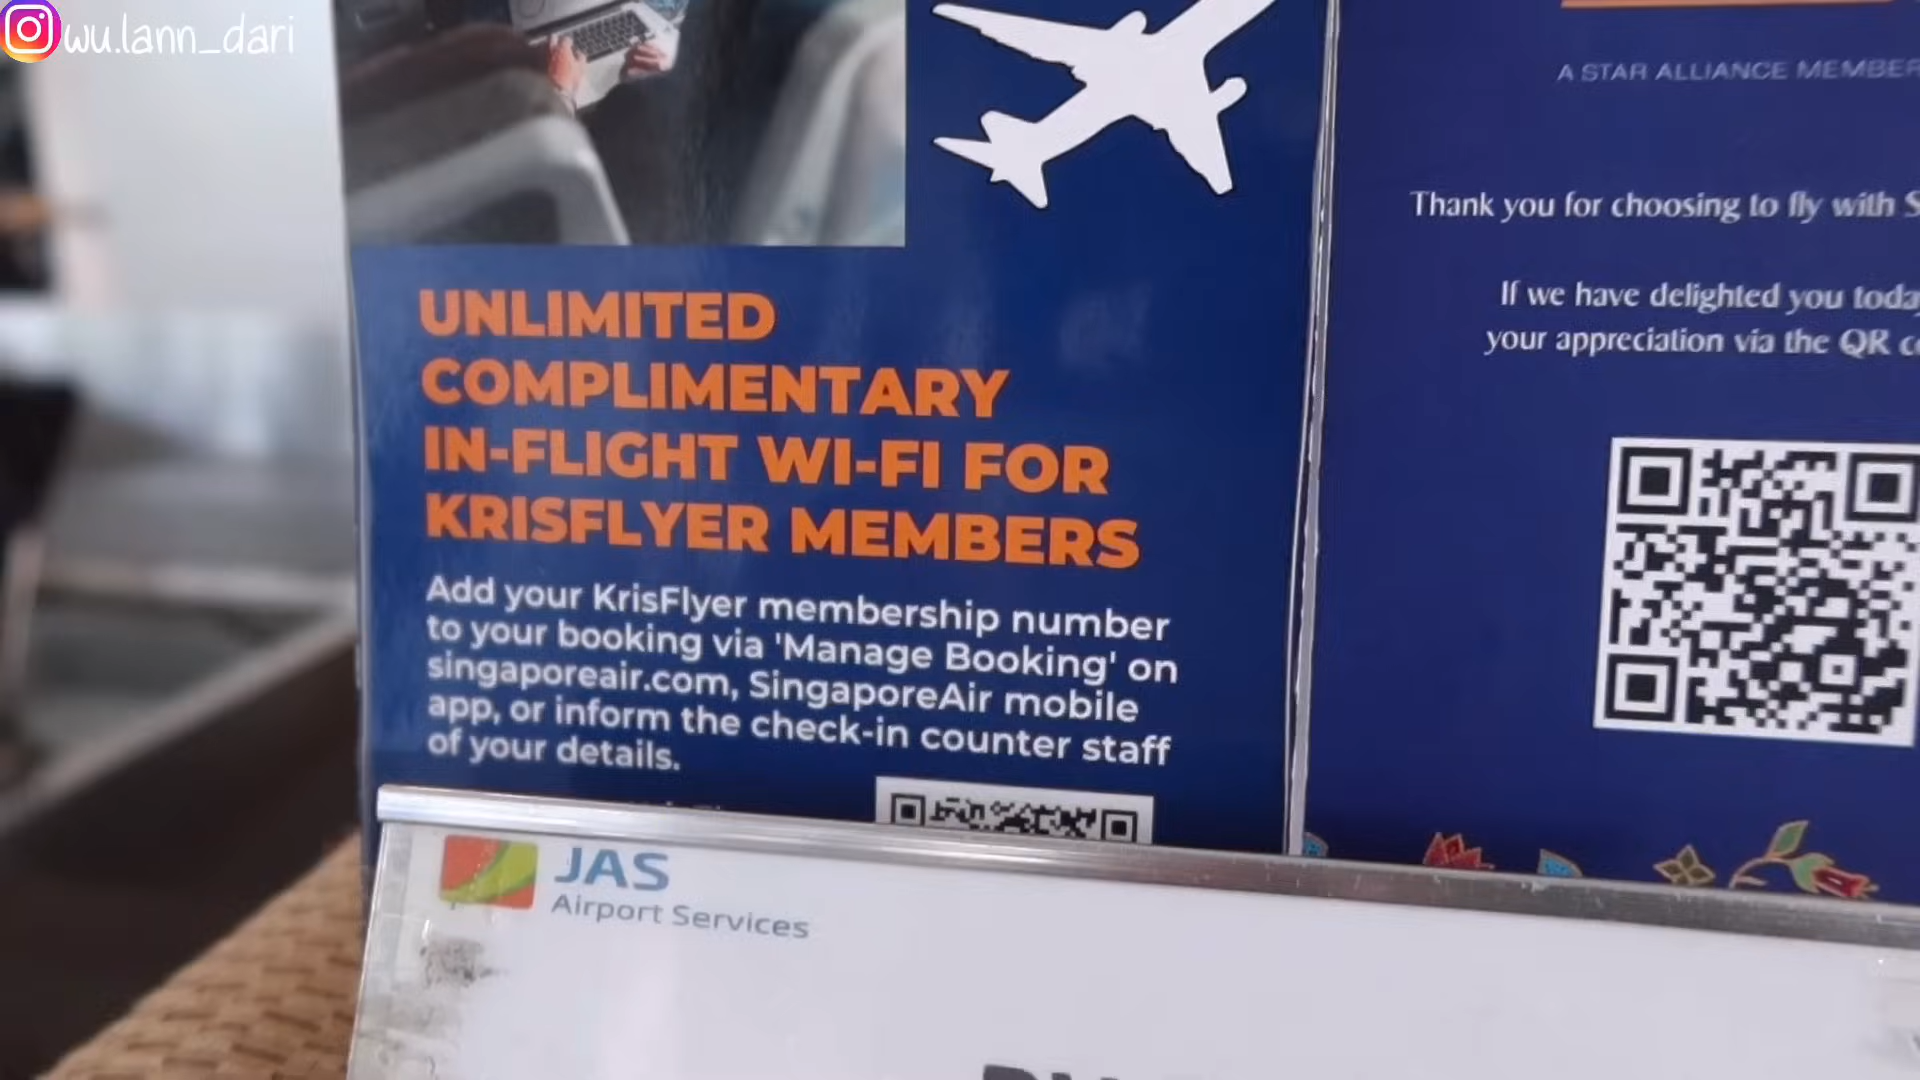 wu.lann_dari
UNLIMITED
COMPLIMENTARY
IN-FLIGHT WI-FI FOR
KRISFLYER MEMBERS
Add your KrisFlyer membership number
to your booking via 'Manage Booking' on
singaporeair.com, SingaporeAir mobile
app, or inform the check-in counter staff
of your details.
A STAR ALLIANCE MEMBER
Thank you for choosing to fly with
If we have delighted you
your appreciation via the QR
JAS
Airport Services